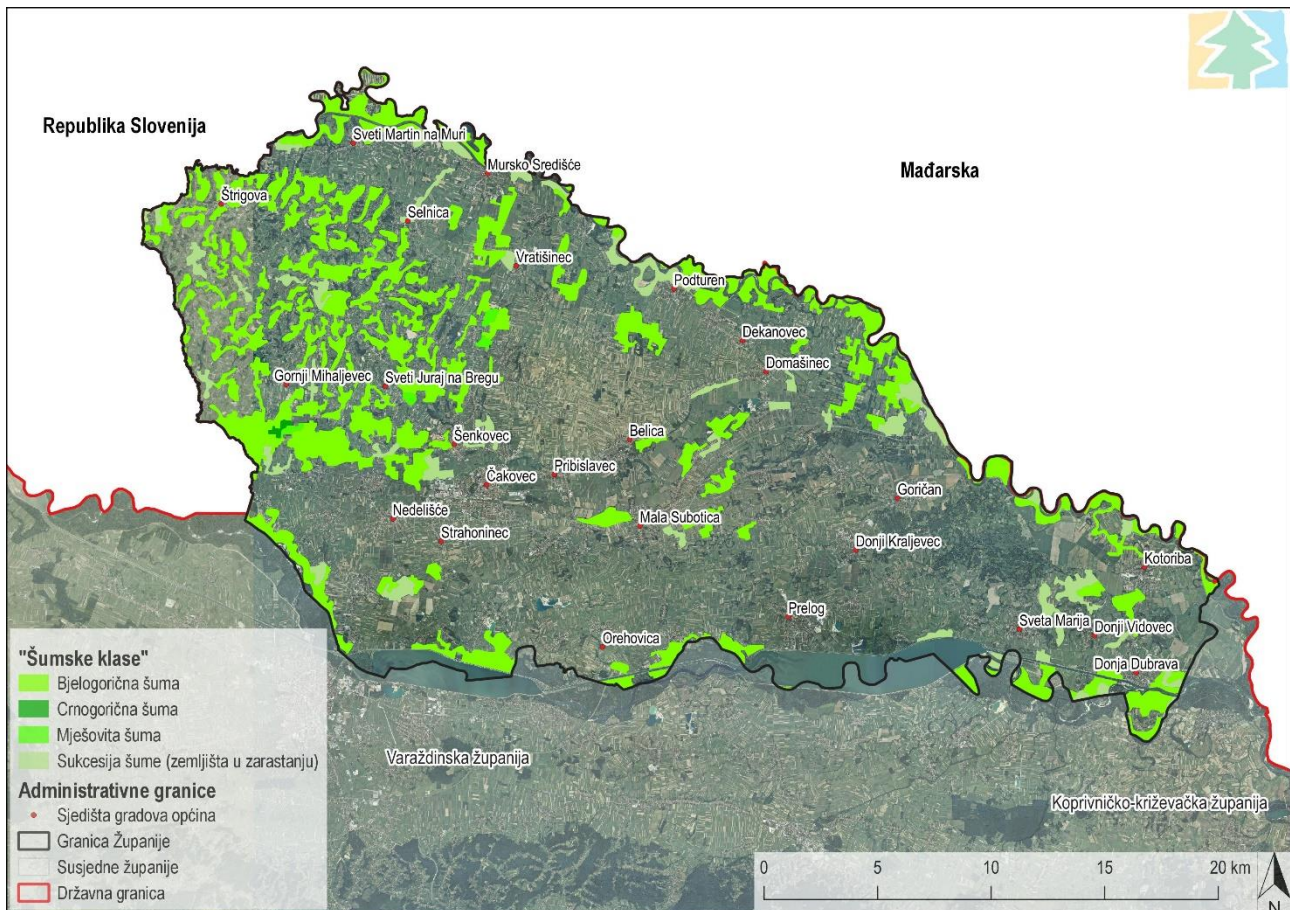 Republika Slovenija
Mađarska
Sveti Martin na Muri
Mursko Središće
Štrigova
Selnica
Vratišinec
Podturen
Dekanovec
Domašinec
Gornji Mihaljevec
Sveti Juraj na Bregu
Šenkovec
Belica
Čakovec
Pribislavec
Goričan
Nedelišće
Mala Subotica
Strahoninec
Donji Kraljevec
Kotoriba
Prelog
Orehovica
Sveta Marija
Donji Vidovec
Donja Dubrava
Varaždinska županija
Koprivničko-križevačka županija
"Šumske klase"
Bjelogorična šuma
Crnogorična šuma
Mješovita šuma
Sukcesija šume (zemljišta u zarastanju)
Administrativne granice
Sjedišta gradova općina
Granica Županije
Susjedne županije
Državna granica
0 5 10 15 20 km
N